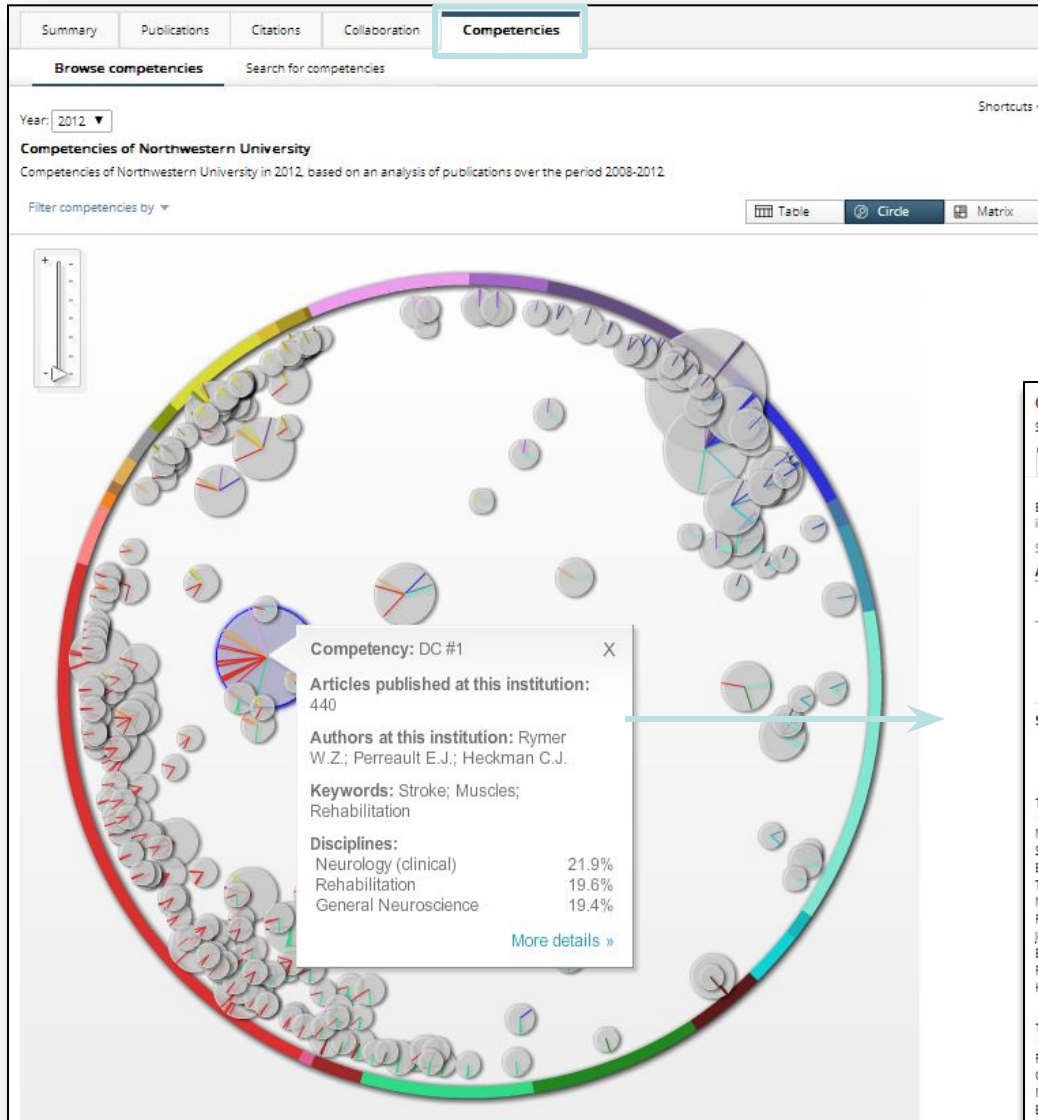 Summary Publications Citations Collaboration Competencies
Browse competencies Search for competencies
Shortcuts
Year: 2012
Competencies of Northwestern University
Competencies of Northwestern University in 2012, based on an analysis of publications over the period 2008-2012
Filter competencies by
Table Circle Matrix
+
-
Competency: DC #1 X
Articles published at this institution:
440
Authors at this institution: Rymer
W.Z.; Perreault E.J.; Heckman C.J.
Keywords: Stroke; Muscles;
Rehabilitation
Disciplines:
Neurology (clinical) 21.9%
Rehabilitation 19.6%
General Neuroscience 19.4%
More details »